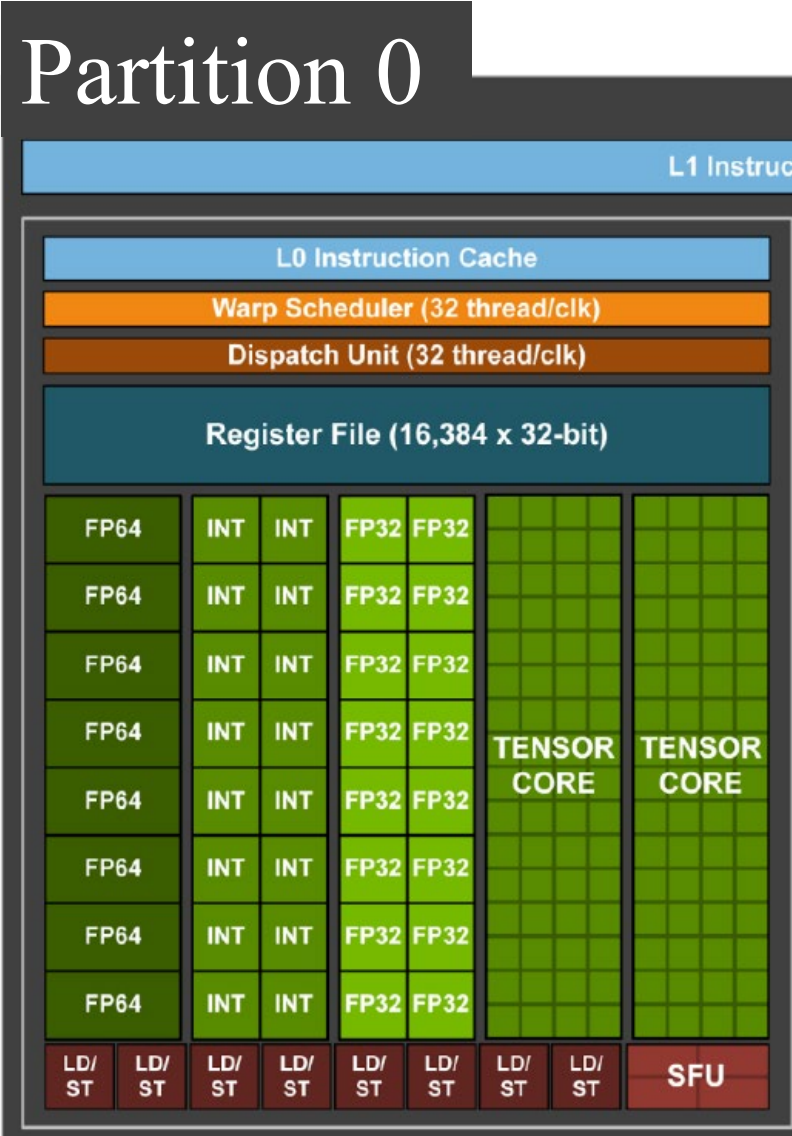 Partition 0
L1 Instruc
L0 Instruction Cache
Warp Scheduler (32 thread/clk)
Dispatch Unit (32 thread/clk)
Register File (16,384 x 32-bit)
FP64 INT INT FP32 FP32
FP64 INT INT FP32 FP32
FP64 INT INT FP32 FP32
FP64 INT INT FP32 FP32
TENSOR TENSOR
CORE CORE
FP64 INT INT FP32 FP32
FP64 INT INT FP32 FP32
FP64 INT INT FP32 FP32
FP64 INT INT FP32 FP32
LD/ LD/ LD/ LD/ LD/ LD/ LD/ LD/
ST ST ST ST ST ST ST ST
SFU